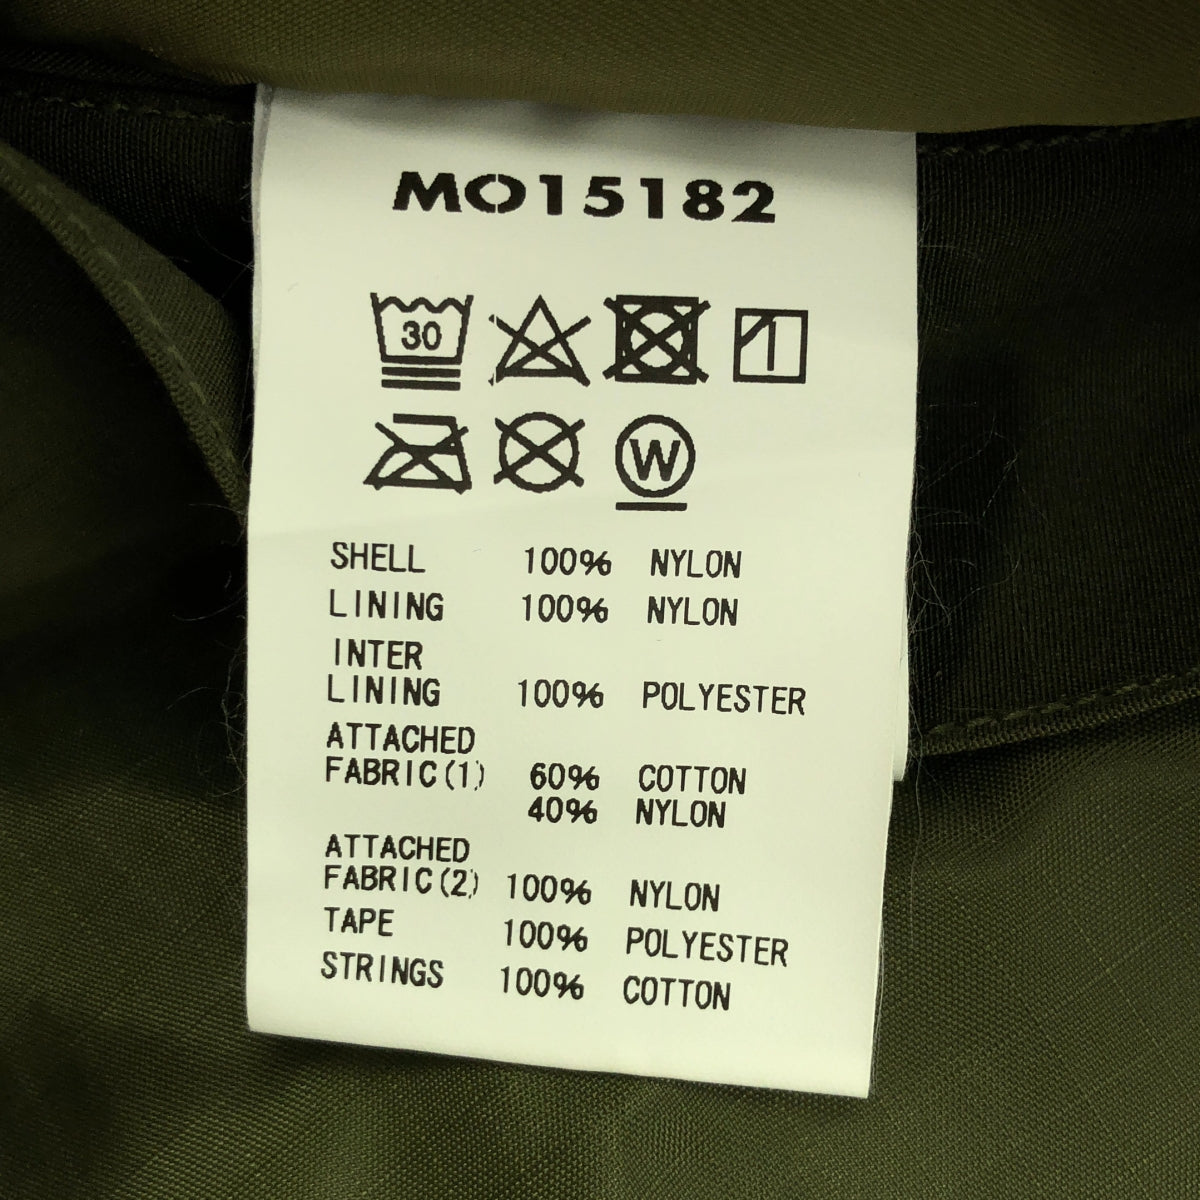 MO15182
30
W
SHELL 100% NYLON
LINING 100% NYLON
INTER
LINING 100% POLYESTER
ATTACHED
FABRIC(1) 60% COTTON
40% NYLON
ATTACHED
FABRIC(2) 100% NYLON
TAPE 100% POLYESTER
STRINGS 100% COTTON